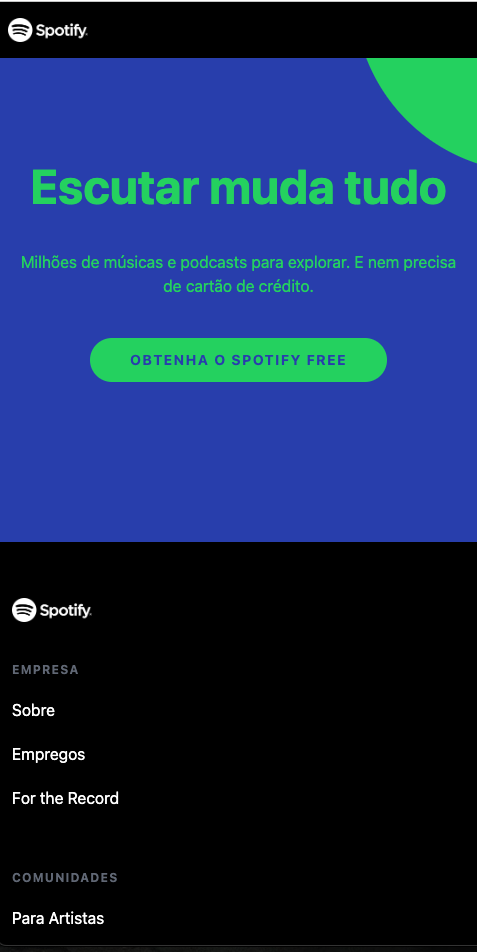 Spotify
Escutar muda tudo
Milhões de músicas e podcasts para explorar. E nem precisa
de cartão de crédito.
OBTENHA O SPOTIFY FREE
Spotify
EMPRESA
Sobre
Empregos
For the Record
COMUNIDADES
Para Artistas